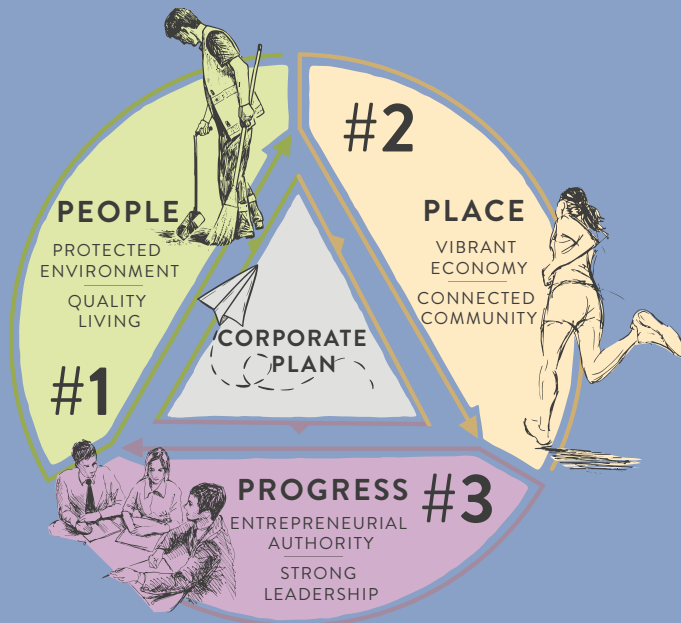 #1
PEOPLE
PROTECTED
ENVIRONMENT
QUALITY
LIVING
#2
PLACE
VIBRANT
ECONOMY
CONNECTED
COMMUNITY
CORPORATE
PLAN
PROGRESS
#3
ENTREPRENEURIAL
AUTHORITY
STRONG
LEADERSHIP